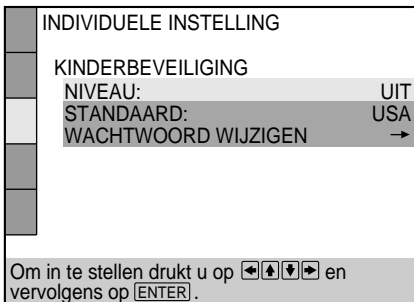 INDIVIDUELE INSTELLING
KINDERBEVEILIGING
NIVEAU: UIT
STANDAARD: USA
WACHTWOORD WIJZIGEN →
Om in te stellen drukt u op ←↑↓→ en
vervolgens op ENTER.